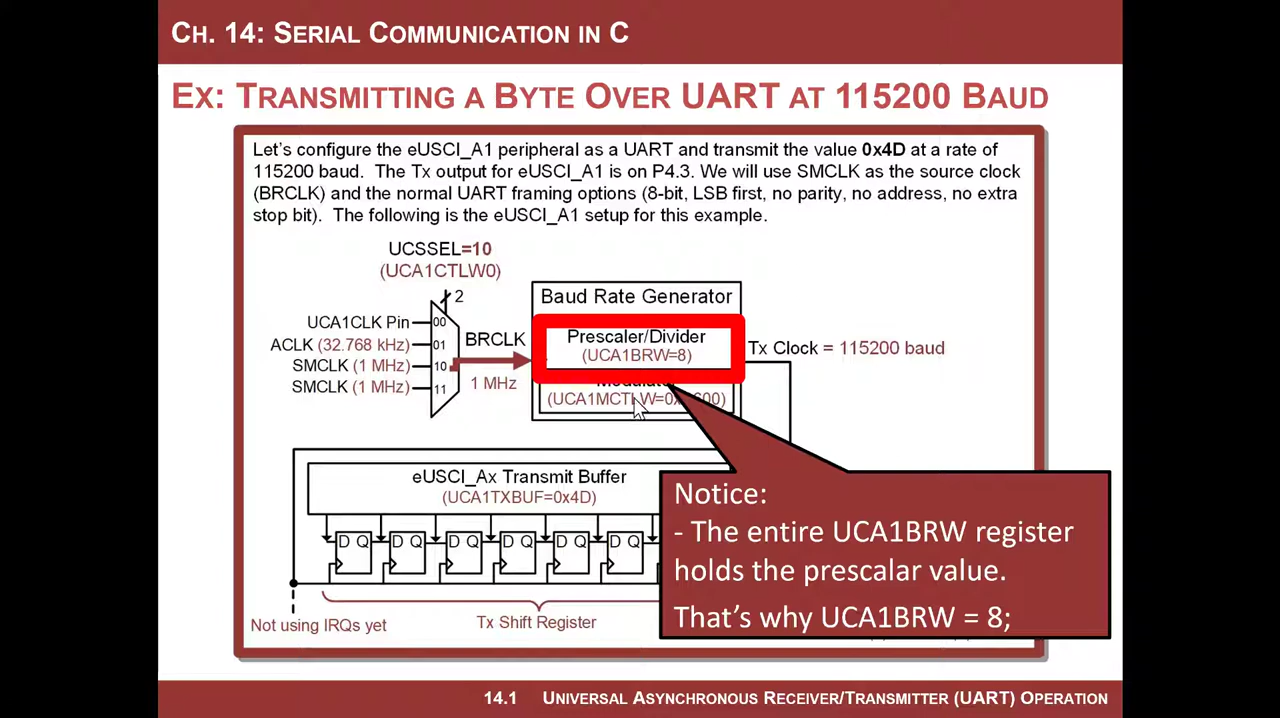 CH. 14: SERIAL COMMUNICATION IN C
EX: TRANSMITTING A BYTE OVER UART AT 115200 BAUD
Let's configure the eUSCI_A1 peripheral as a UART and transmit the value 0x4D at a rate of
115200 baud. The Tx output for eUSCI_A1 is on P4.3. We will use SMCLK as the source clock
(BRCLK) and the normal UART framing options (8-bit, LSB first, no parity, no address, no extra
stop bit). The following is the eUSCI_A1 setup for this example.
UCSSEL=10
(UCA1CTLW0)
2
UCA1CLK Pin
00
ACLK (32.768 kHz)
01
SMCLK (1 MHz)
10
SMCLK (1 MHz)
11
BRCLK
1 MHz
Baud Rate Generator
Prescaler/Divider
(UCA1BRW=8)
(UCA1MCTLW=0x 600)
Tx Clock = 115200 baud
eUSCI_Ax Transmit Buffer
(UCA1TXBUF=0x4D)
D Q D Q D Q D Q D Q D Q
Not using IRQs yet
Tx Shift Register
Notice:
- The entire UCA1BRW register
holds the prescalar value.
That's why UCA1BRW = 8;
14.1 UNIVERSAL ASYNCHRONOUS RECEIVER/TRANSMITTER (UART) OPERATION